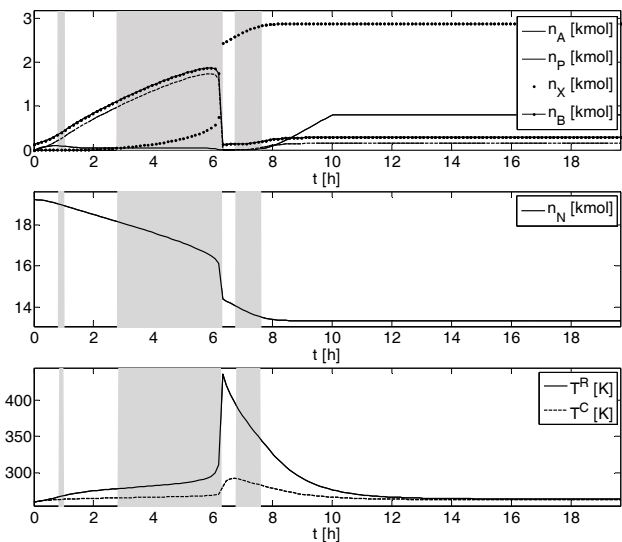 3
2
1
0
n_A [kmol]
n_P [kmol]
n_X [kmol]
n_B [kmol]
0 2 4 6 8 10 12 14 16 18
t [h]
18
16
14
n_N [kmol]
0 2 4 6 8 10 12 14 16 18
t [h]
400
350
300
T^R [K]
T^C [K]
0 2 4 6 8 10 12 14 16 18
t [h]